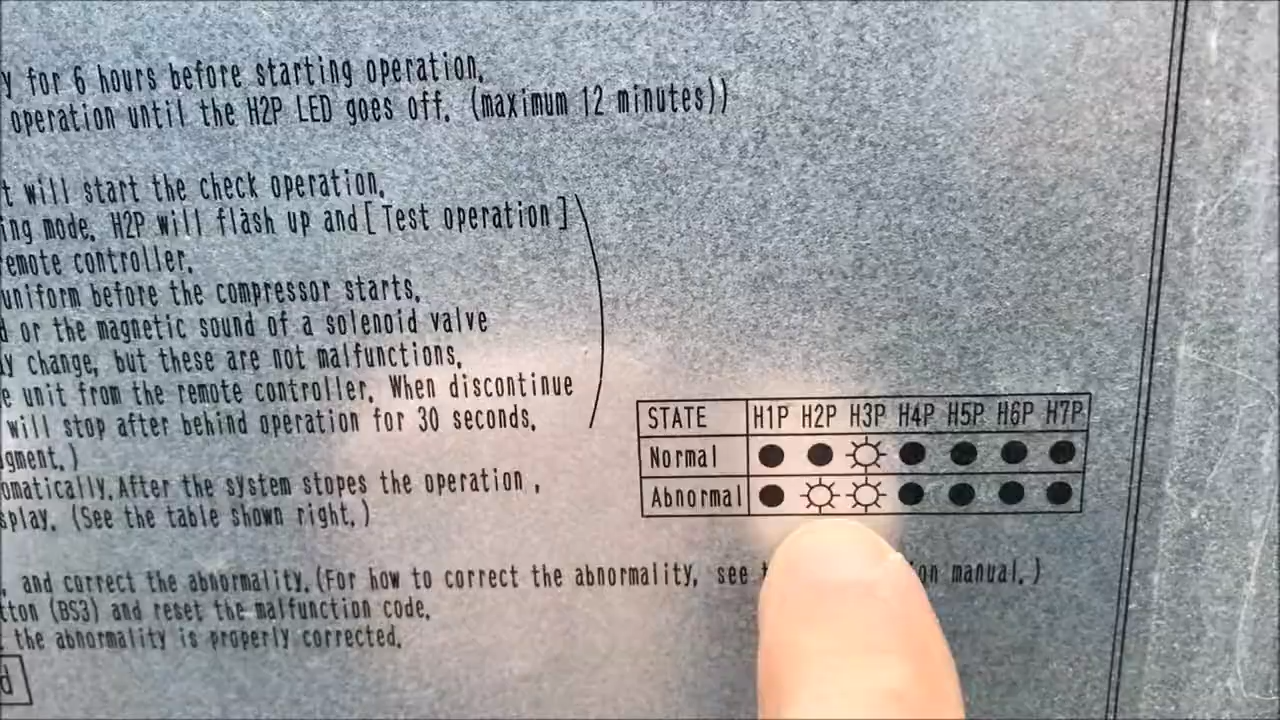 y for 6 hours before starting operation.
operation until the H2P LED goes off. (maximum 12 minutes))
t will start the check operation.
ing mode. H2P will flash up and [Test operation]
emote controller.
uniform before the compressor starts.
d or the magnetic sound of a solenoid valve
ly change, but these are not malfunctions.
e unit from the remote controller. When discontinue
will stop after behind operation for 30 seconds.
gment.)
omatically. After the system stopes the operation ,
splay. (See the table shown right.)
STATE H1P H2P H3P H4P H5P H6P H7P
Normal
Abnormal
, and correct the abnormality. (For how to correct the abnormality, see on manual.)
tton (BS3) and reset the malfunction code.
t the abnormality is properly corrected.
d